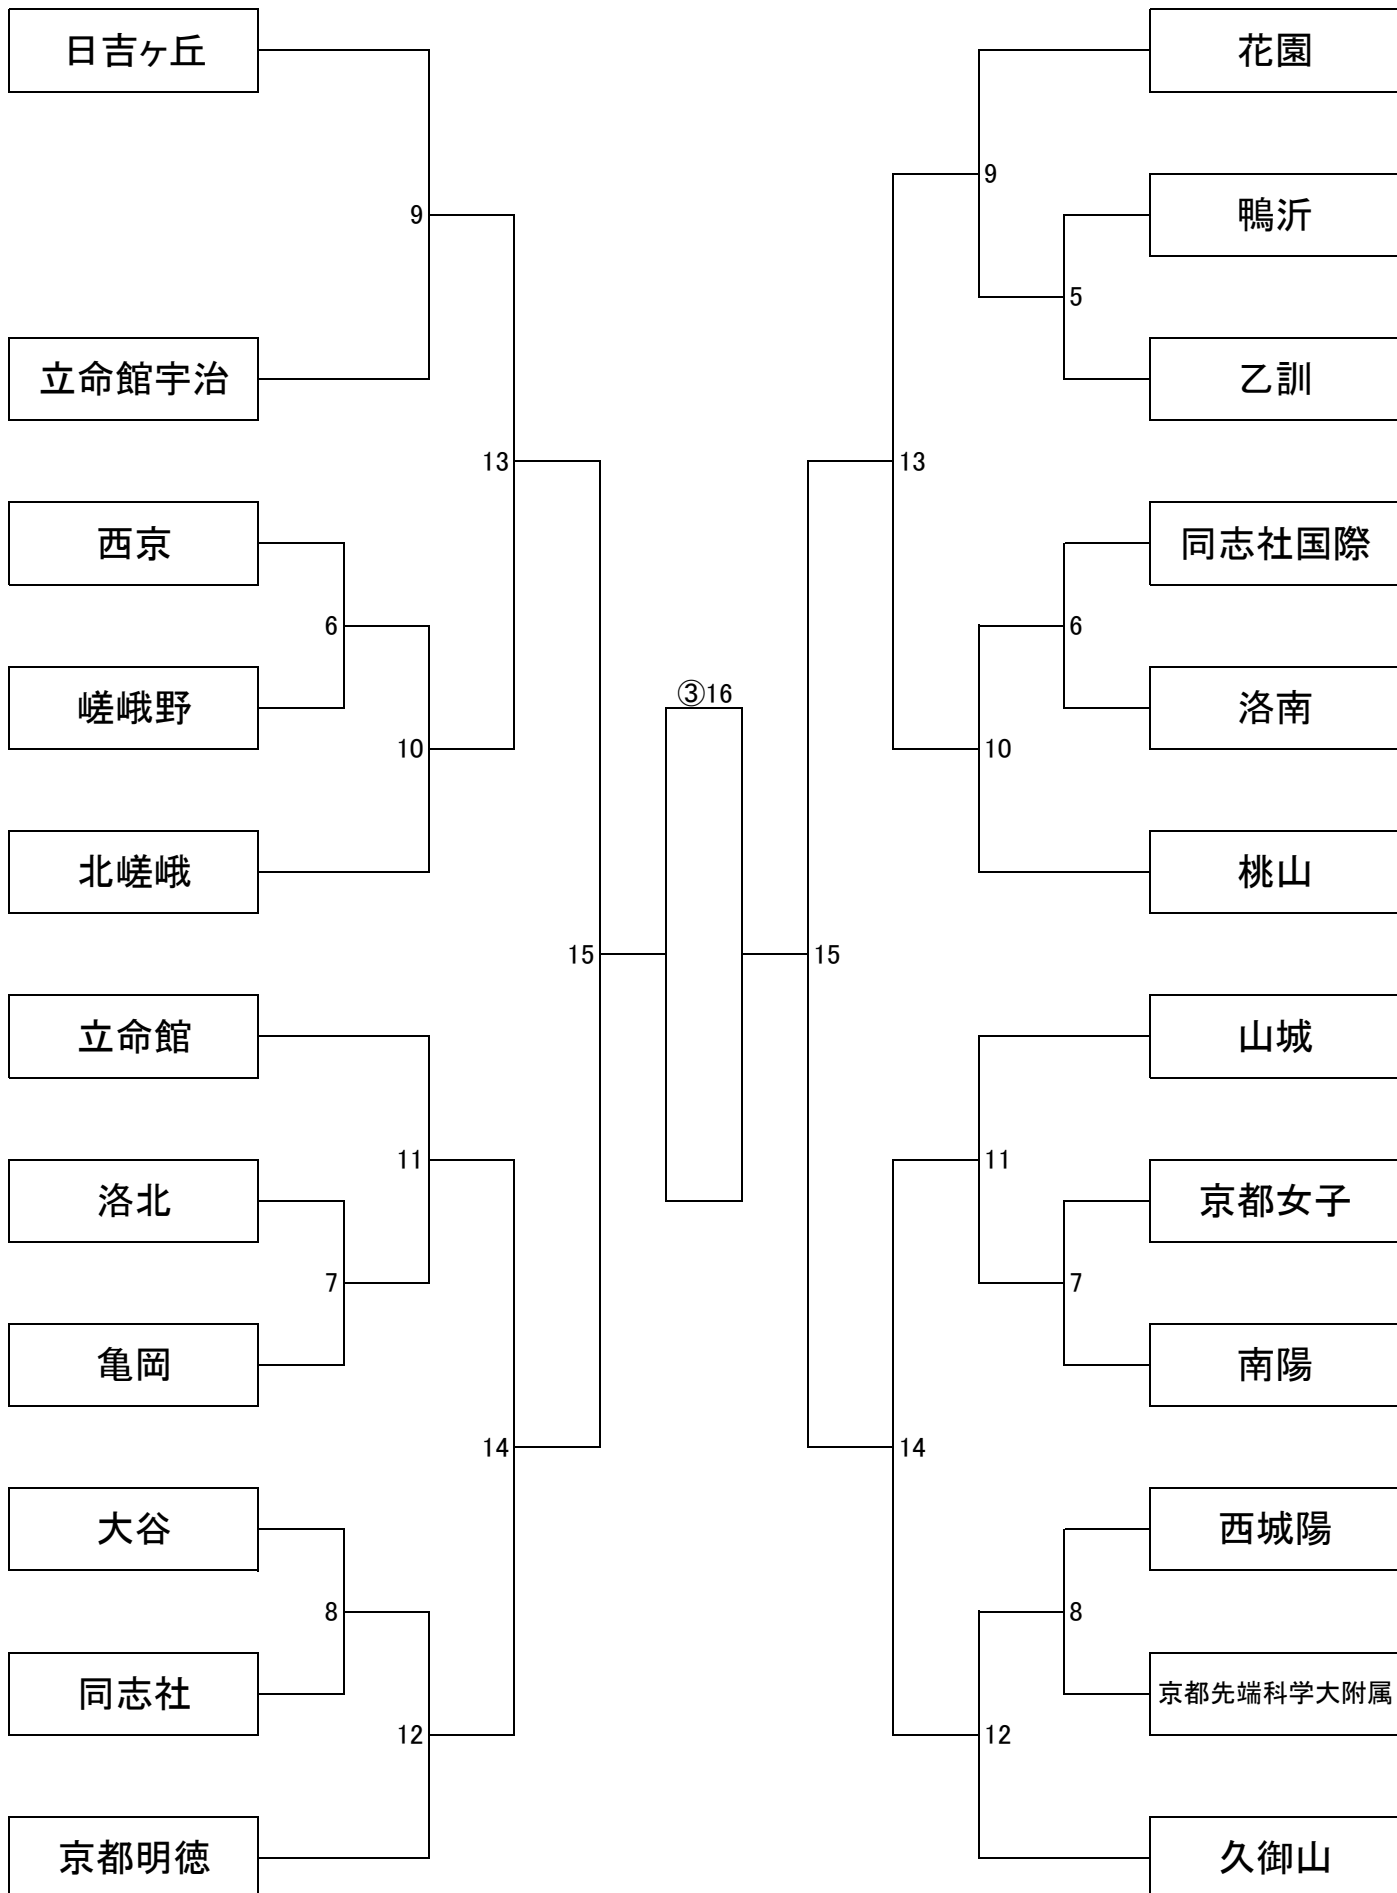 日吉ヶ丘
9
立命館宇治
13
西京
6
嵯峨野
10
北嵯峨
15
立命館
11
洛北
7
亀岡
14
大谷
8
同志社
12
京都明徳
③16
花園
9
鴨沂
5
乙訓
13
同志社国際
6
洛南
10
桃山
15
山城
11
京都女子
7
南陽
14
西城陽
8
京都先端科学大附属
12
久御山